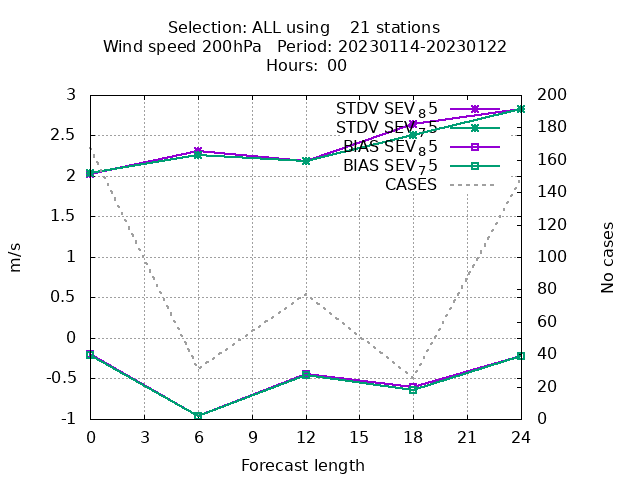 Selection: ALL using    21 stations
Wind speed 200hPa   Period: 20230114-20230122
Hours: 00
3
2.5
2
1.5
1
0.5
0
-0.5
-1
200
180
160
140
120
100
80
60
40
20
0
STDV SEV₈5
STDV SEV₇5
BIAS SEV₈5
BIAS SEV₇5
CASES
m/s
No cases
0 3 6 9 12 15 18 21 24
Forecast length